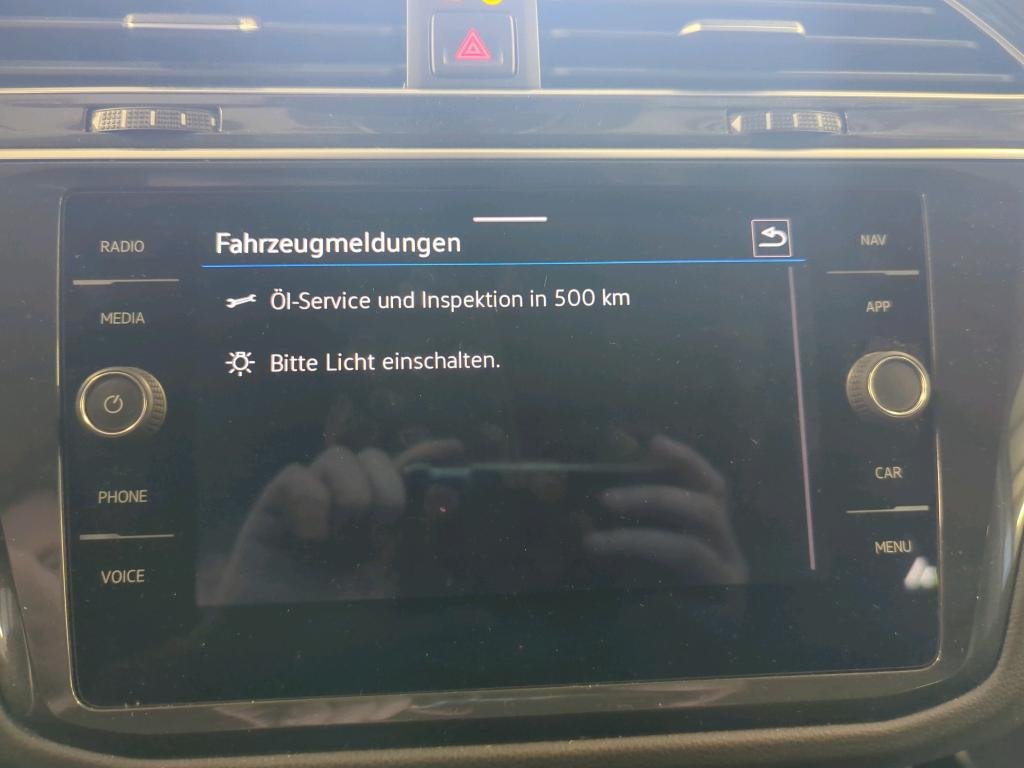 Fahrzeugmeldungen
Öl-Service und Inspektion in 500 km
Bitte Licht einschalten.
RADIO
MEDIA
PHONE
VOICE
NAV
APP
CAR
MENU